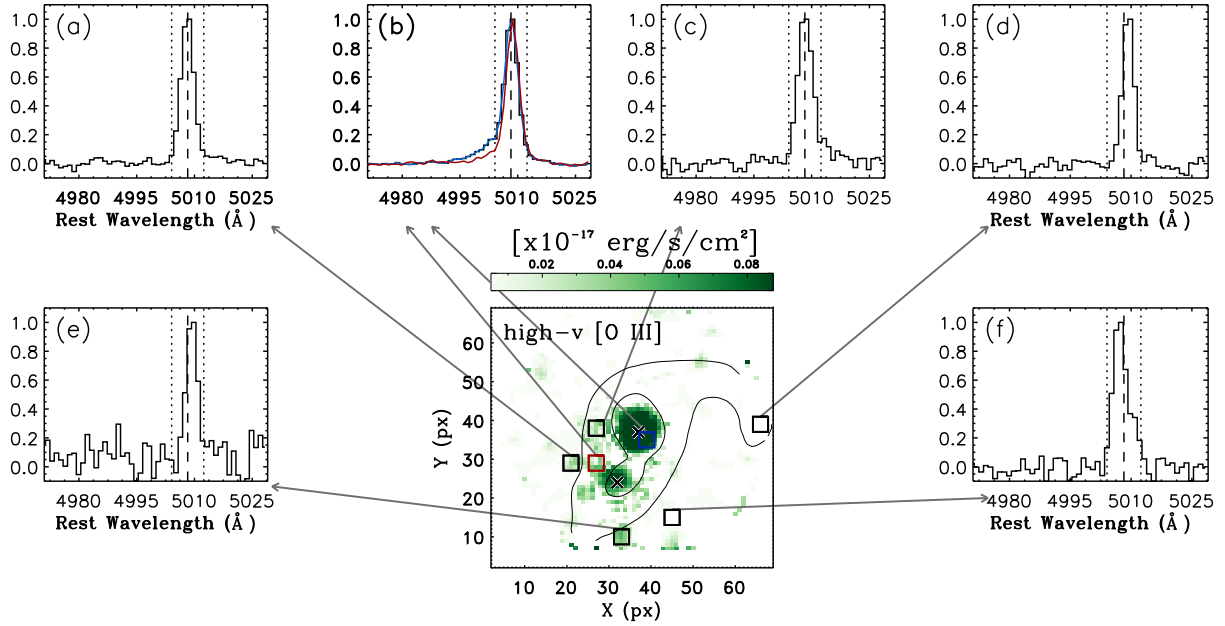 (a)
1.0
0.8
0.6
0.4
0.2
0.0
4980 4995 5010 5025
Rest Wavelength (Å)
(b)
1.0
0.8
0.6
0.4
0.2
0.0
4980 4995 5010 5025
(c)
1.0
0.8
0.6
0.4
0.2
0.0
4980 4995 5010 5025
(d)
1.0
0.8
0.6
0.4
0.2
0.0
4980 4995 5010 5025
Rest Wavelength (Å)
[x10⁻¹⁷ erg/s/cm²]
0.02 0.04 0.06 0.08
(e)
1.0
0.8
0.6
0.4
0.2
0.0
4980 4995 5010 5025
Rest Wavelength (Å)
high-v [O III]
60
50
40
30
20
10
Y (px)
10 20 30 40 50 60
X (px)
(f)
1.0
0.8
0.6
0.4
0.2
0.0
4980 4995 5010 5025
Rest Wavelength (Å)